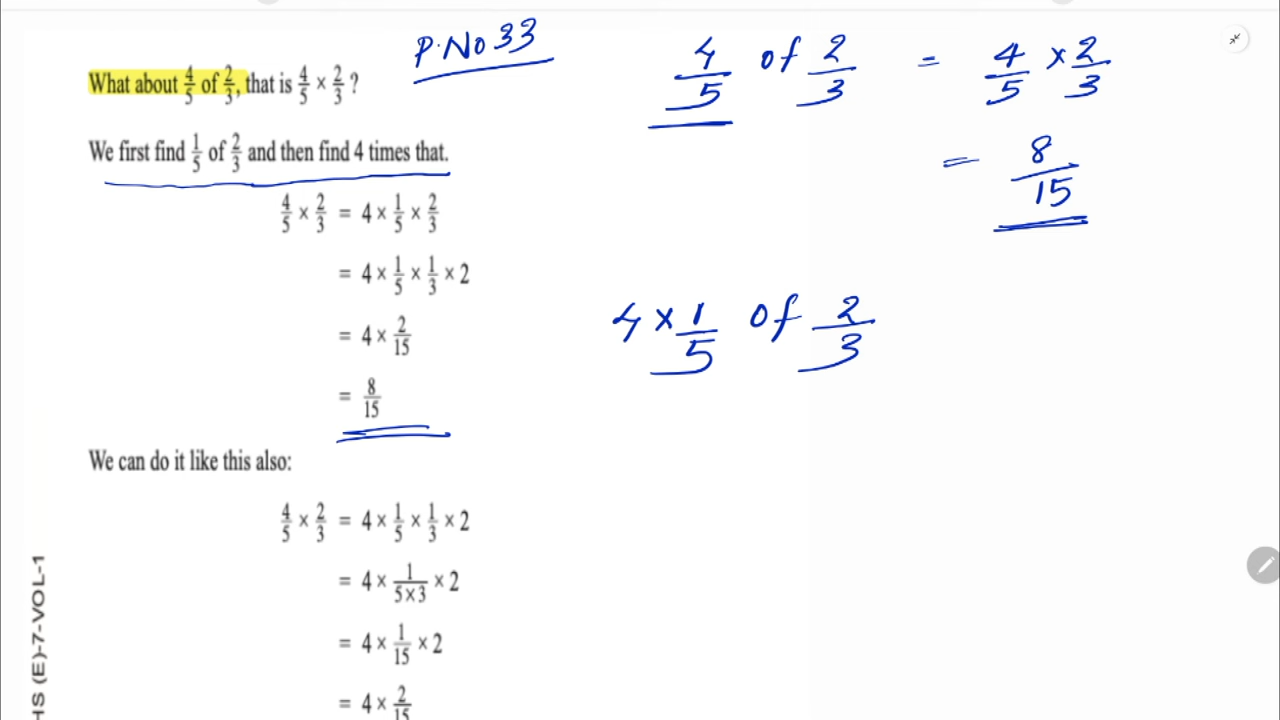 P.No 33
What about 4/5 of 2/3, that is 4/5 × 2/3 ?
We first find 1/5 of 2/3 and then find 4 times that.
4/5 × 2/3 = 4 × 1/5 × 2/3
= 4 × 1/5 × 1/3 × 2
= 4 × 2/15
= 8/15
We can do it like this also:
4/5 × 2/3 = 4 × 1/5 × 1/3 × 2
= 4 × 1/(5×3) × 2
= 4 × 1/15 × 2
= 4 × 2/15
4/5 of 2/3 = 4/5 × 2/3
= 8/15
4 × 1/5 of 2/3
HS (E)-7-VOL-1